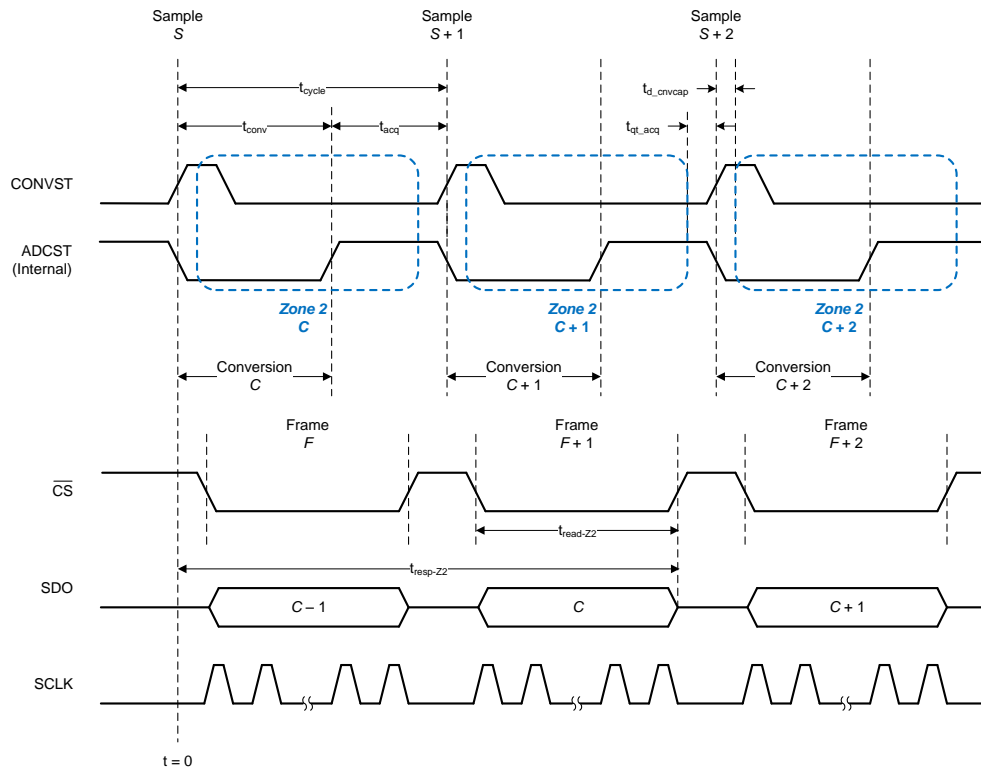 Sample
S
Sample
S + 1
Sample
S + 2
tcycle
td_cnvcap
tconv
tacq
tqt_acq
CONVST
ADCST
(Internal)
Zone 2
C
Zone 2
C + 1
Zone 2
C + 2
Conversion
C
Conversion
C + 1
Conversion
C + 2
Frame
F
Frame
F + 1
Frame
F + 2
CS
tread-Z2
tresp-Z2
SDO
C – 1
C
C + 1
SCLK
t = 0